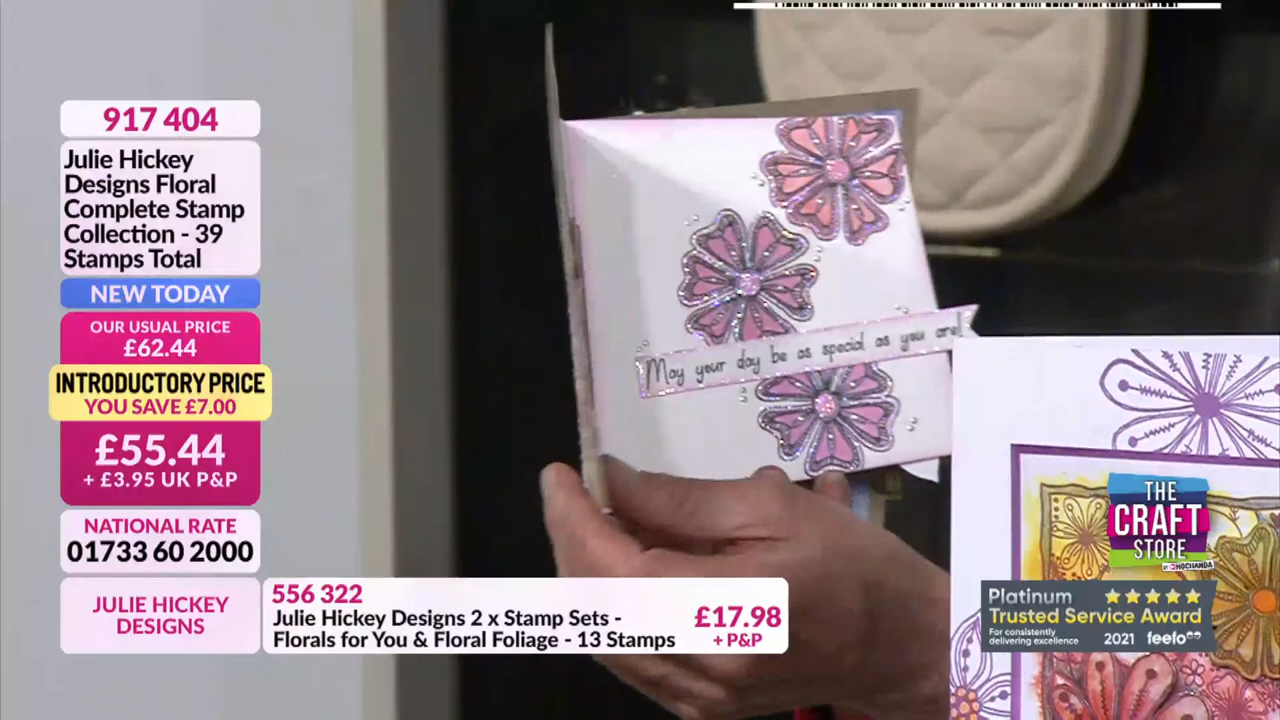 917 404
Julie Hickey
Designs Floral
Complete Stamp
Collection - 39
Stamps Total
NEW TODAY
OUR USUAL PRICE
£62.44
INTRODUCTORY PRICE
YOU SAVE £7.00
£55.44
+ £3.95 UK P&P
NATIONAL RATE
01733 60 2000
JULIE HICKEY
DESIGNS
556 322
Julie Hickey Designs 2 x Stamp Sets -
Florals for You & Floral Foliage - 13 Stamps
£17.98
+ P&P
May your day be as special as you are!
THE
CRAFT
STORE
BY HOCHANDA
Platinum
Trusted Service Award
For consistently
delivering excellence
2021 feefo